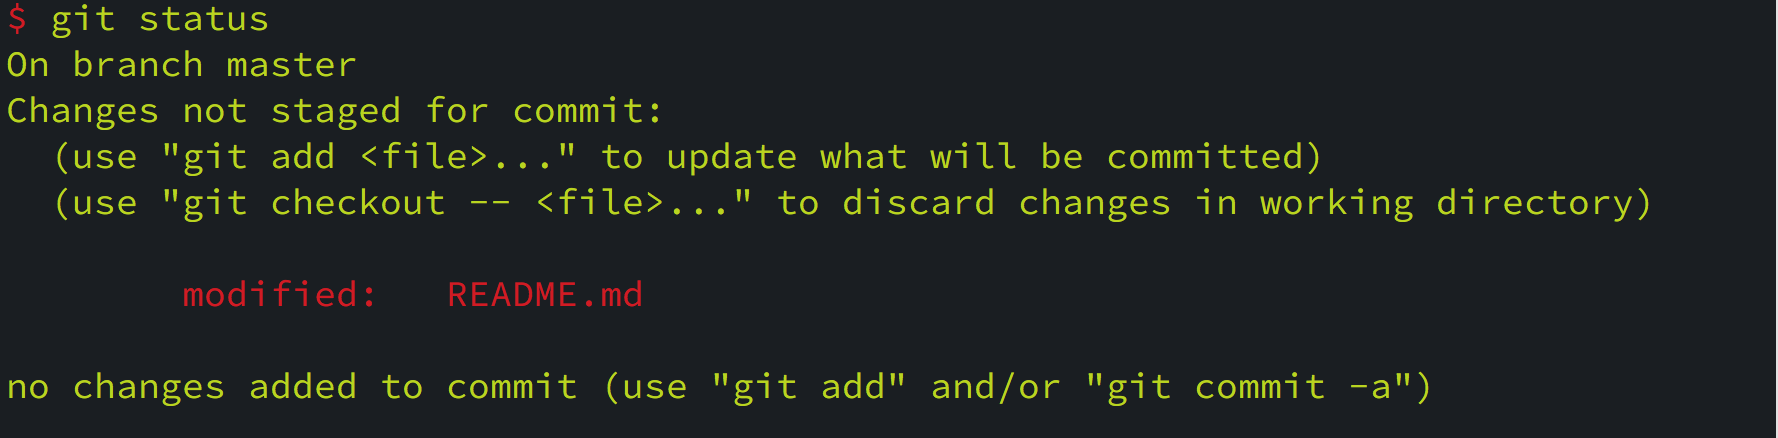 $ git status
On branch master
Changes not staged for commit:
  (use "git add <file>..." to update what will be committed)
  (use "git checkout -- <file>..." to discard changes in working directory)

        modified:   README.md

no changes added to commit (use "git add" and/or "git commit -a")